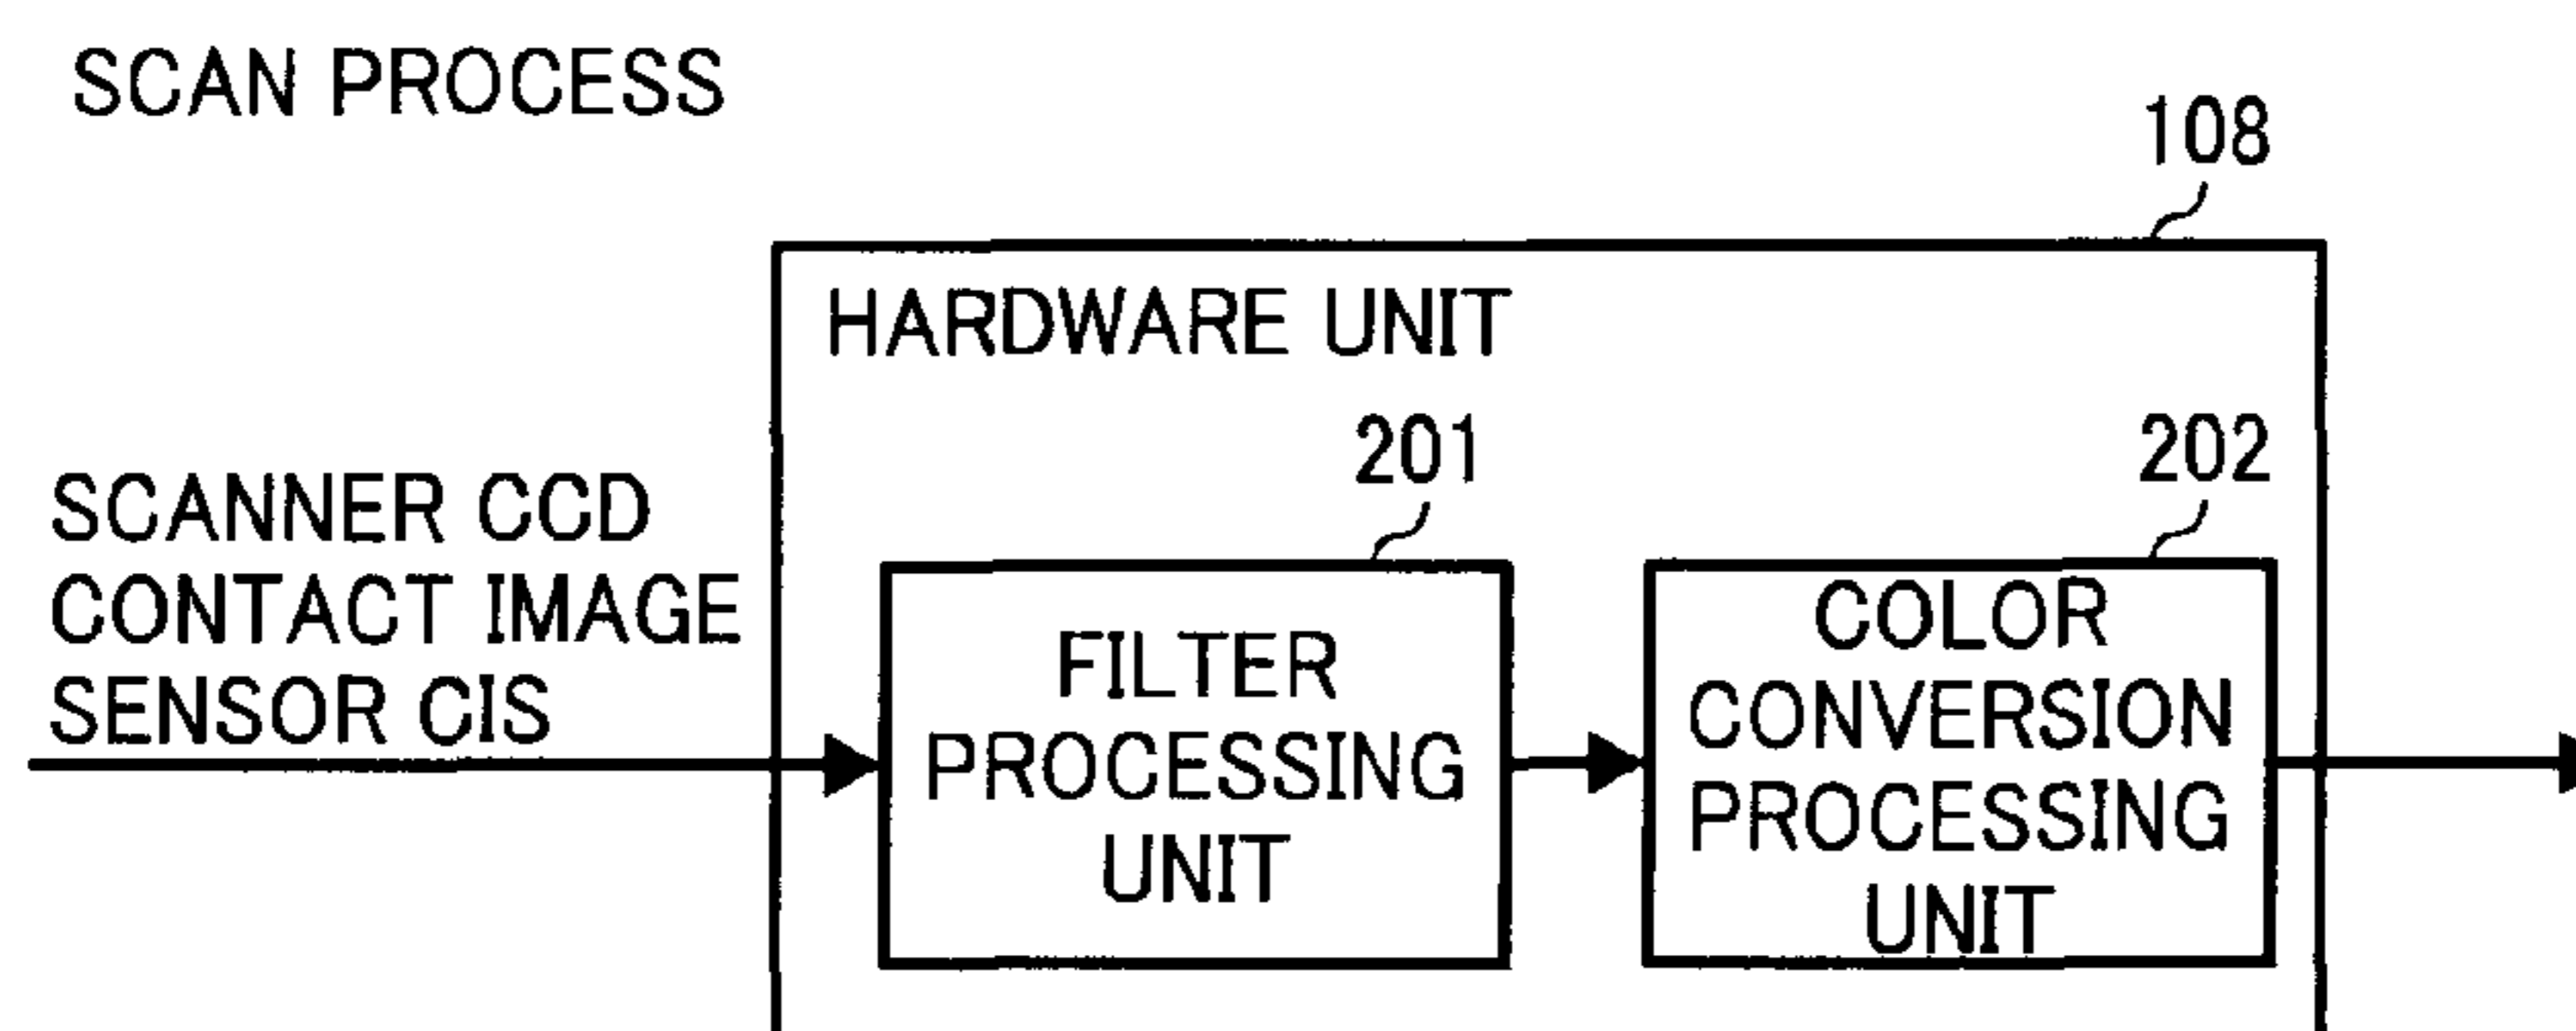 SCAN PROCESS
108
HARDWARE UNIT
201
202
SCANNER CCD
CONTACT IMAGE
SENSOR CIS
FILTER
PROCESSING
UNIT
COLOR
CONVERSION
PROCESSING
UNIT